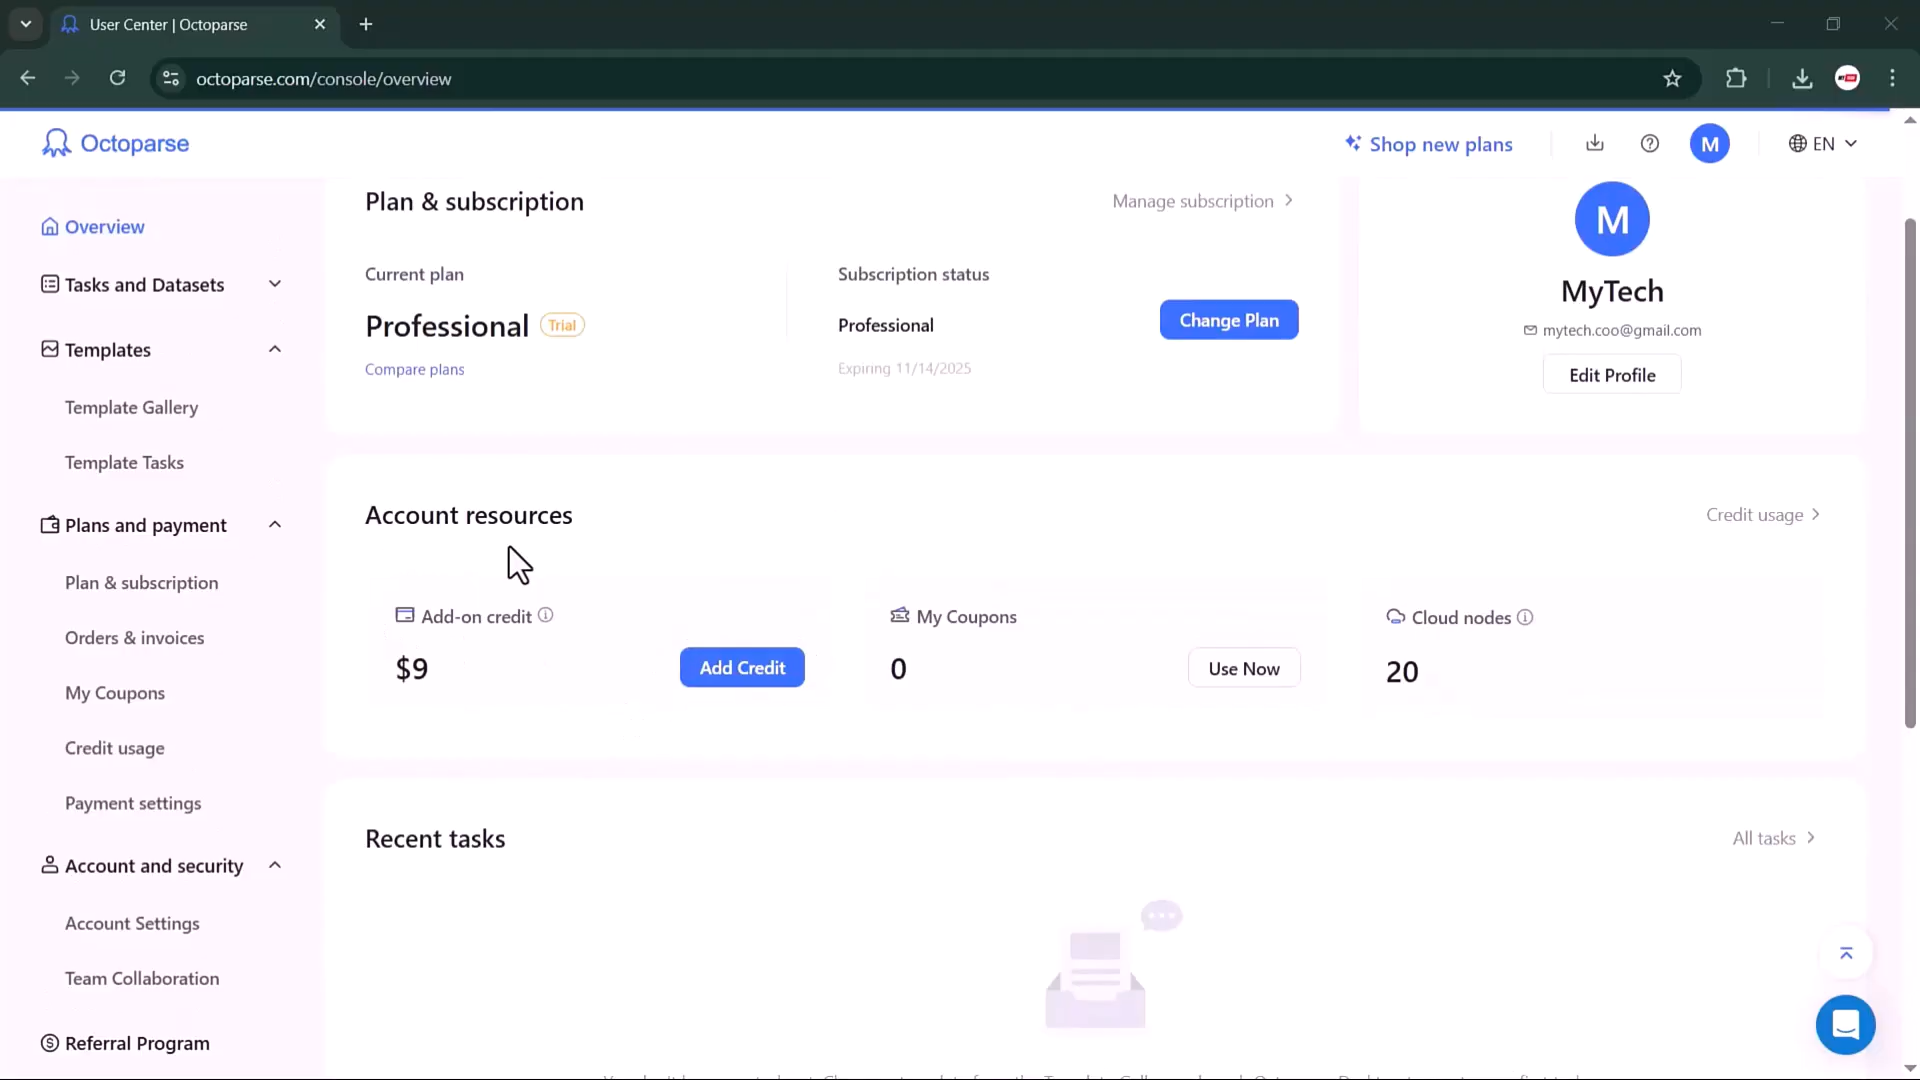 User Center | Octoparse
octoparse.com/console/overview
Octoparse
Shop new plans
M
EN
Overview
Tasks and Datasets
Templates
Template Gallery
Template Tasks
Plans and payment
Plan & subscription
Orders & invoices
My Coupons
Credit usage
Payment settings
Account and security
Account Settings
Team Collaboration
Referral Program
Plan & subscription
Manage subscription
Current plan
Professional Trial
Compare plans
Subscription status
Professional
Expiring 11/14/2025
Change Plan
M
MyTech
mytech.coo@gmail.com
Edit Profile
Account resources
Credit usage
Add-on credit
$9
Add Credit
My Coupons
0
Use Now
Cloud nodes
20
Recent tasks
All tasks